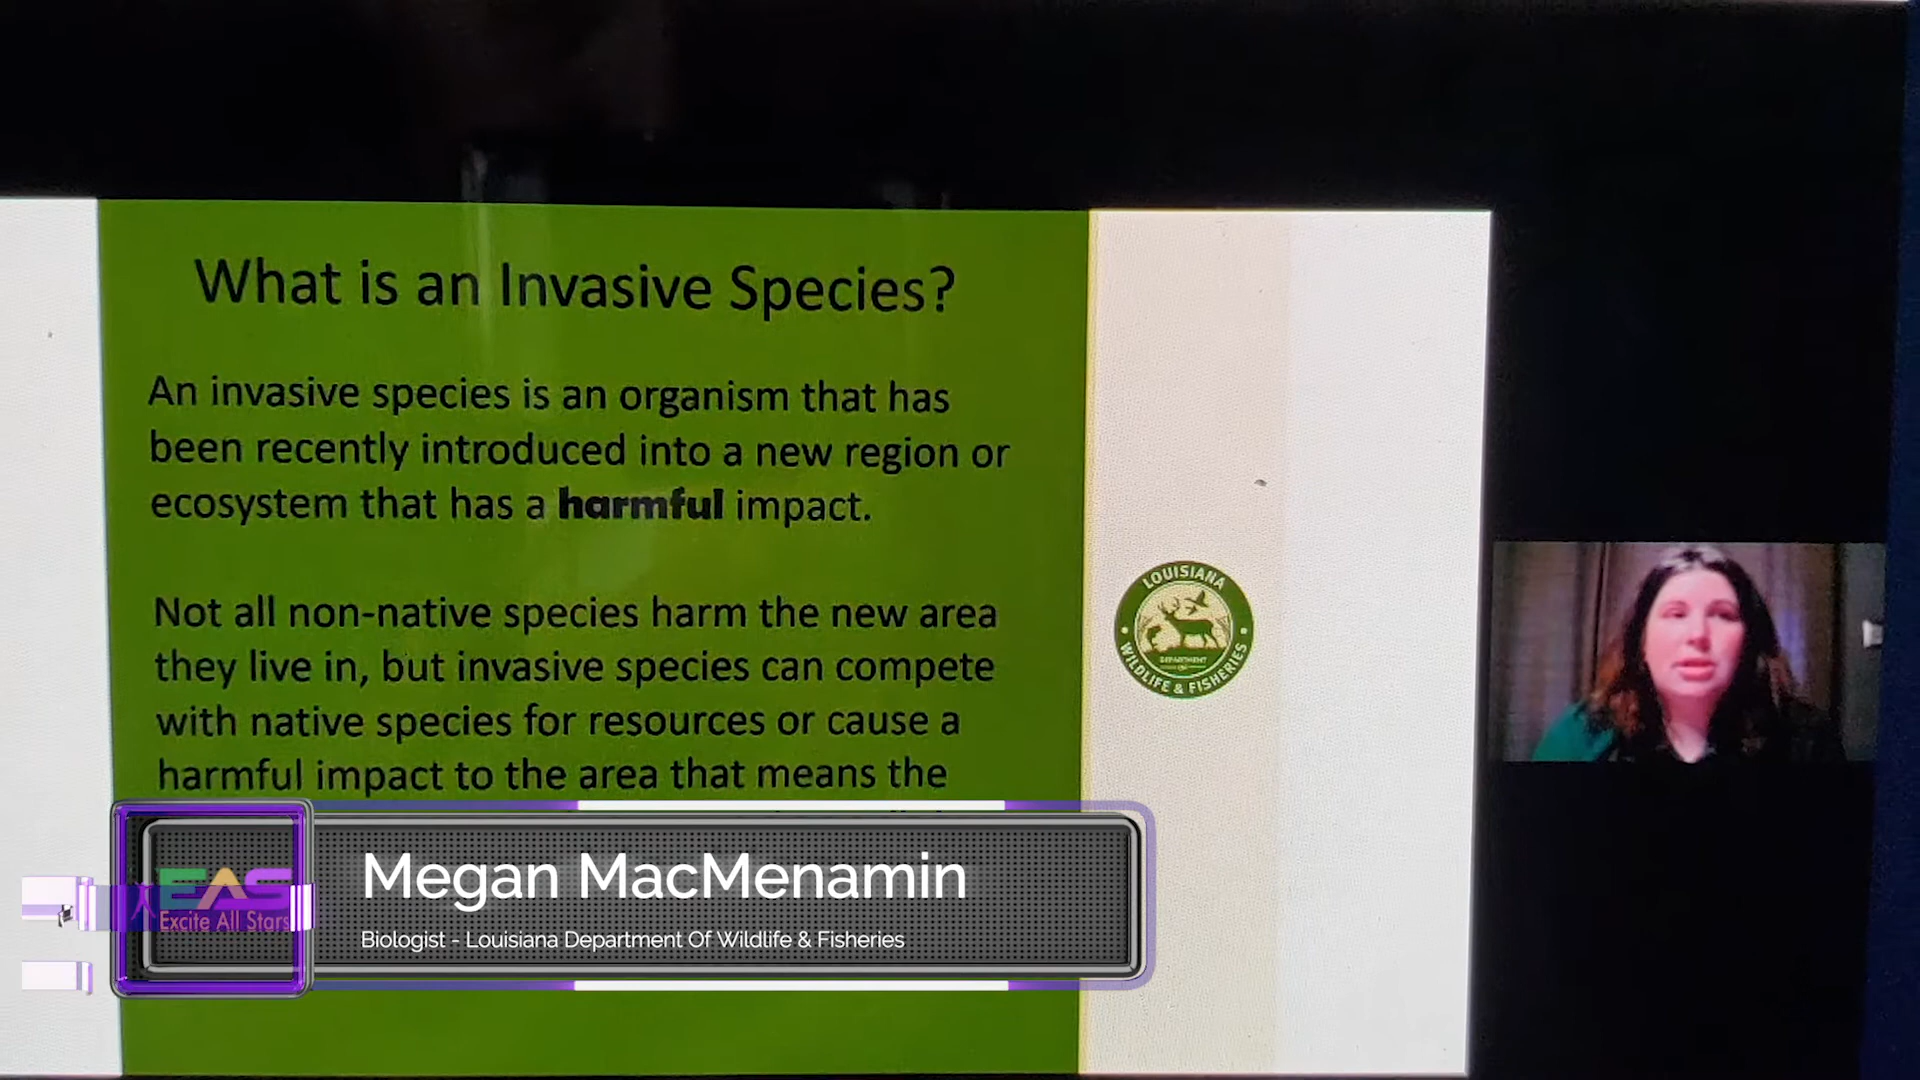 What is an Invasive Species?
An invasive species is an organism that has
been recently introduced into a new region or
ecosystem that has a harmful impact.
Not all non-native species harm the new area
they live in, but invasive species can compete
with native species for resources or cause a
harmful impact to the area that means the
LOUISIANA
DEPARTMENT
WILDLIFE & FISHERIES
EAS
Excite All Stars
Megan MacMenamin
Biologist - Louisiana Department Of Wildlife & Fisheries